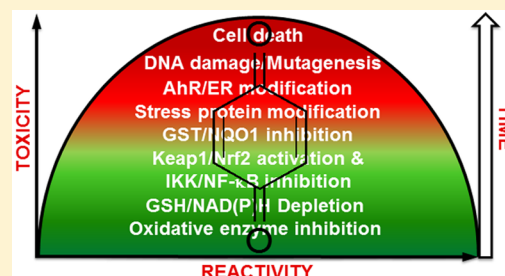 Cell death
DNA damage/Mutagenesis
AhR/ER modification
Stress protein modification
GST/NQO1 inhibition
Keap1/Nrf2 activation &
IKK/NF-κB inhibition
GSH/NAD(P)H Depletion
Oxidative enzyme inhibition
TOXICITY
REACTIVITY
TIME
O
O